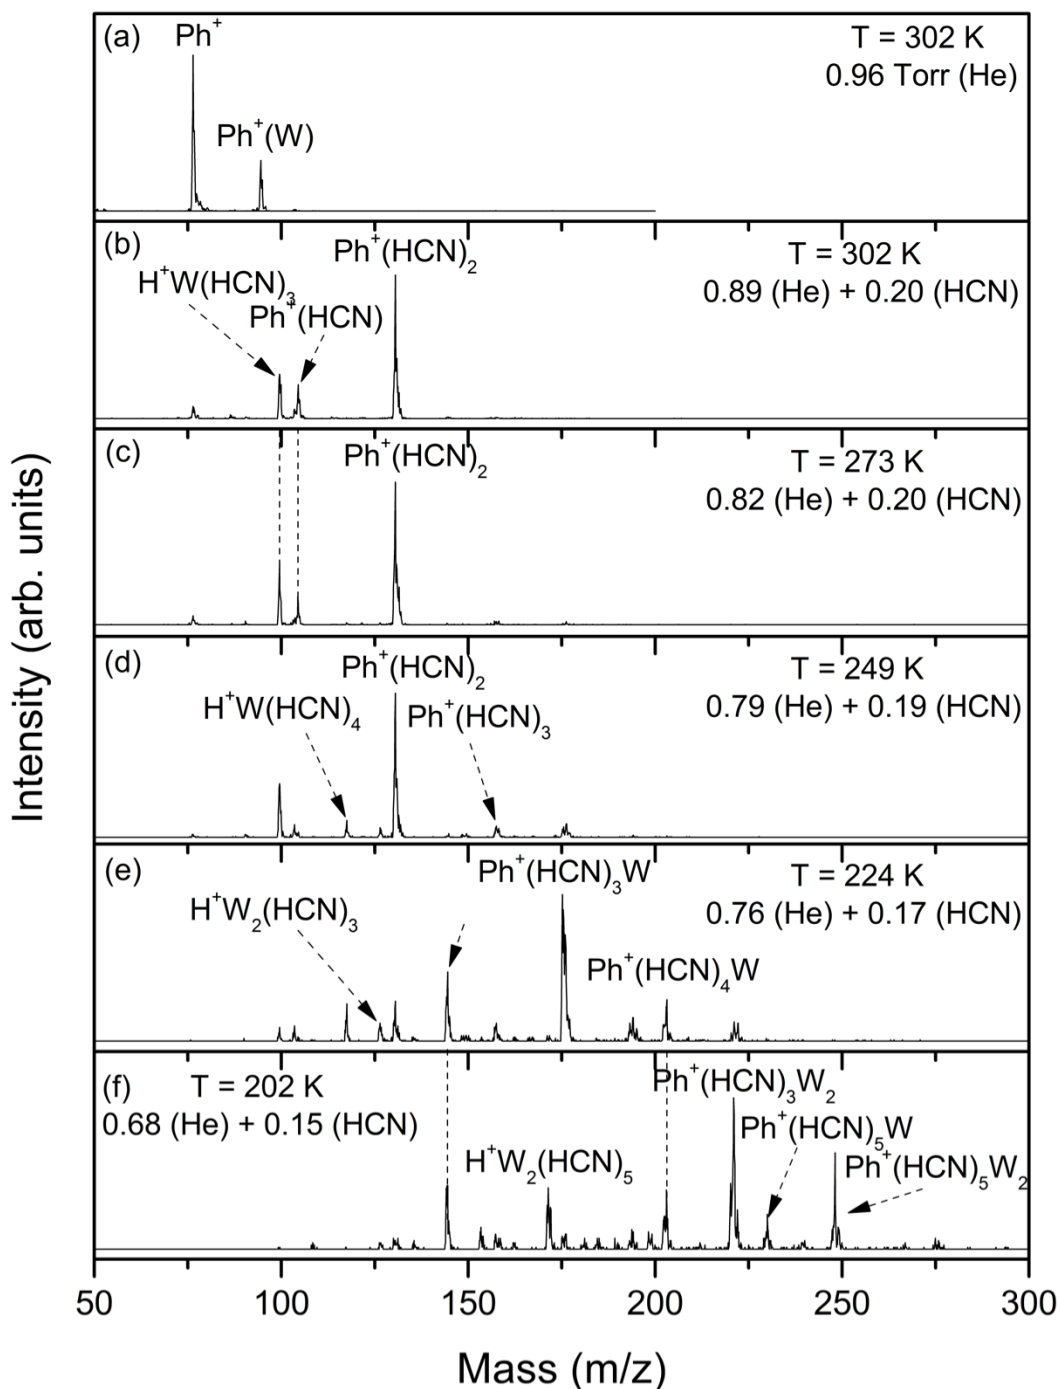 (a) Ph⁺ T = 302 K
0.96 Torr (He)
Ph⁺(W)
(b) Ph⁺(HCN)₂ T = 302 K
H⁺W(HCN)₃ 0.89 (He) + 0.20 (HCN)
Ph⁺(HCN)
(c) Ph⁺(HCN)₂ T = 273 K
0.82 (He) + 0.20 (HCN)
(d) Ph⁺(HCN)₂ T = 249 K
H⁺W(HCN)₄ Ph⁺(HCN)₃ 0.79 (He) + 0.19 (HCN)
(e) Ph⁺(HCN)₃W T = 224 K
H⁺W₂(HCN)₃ 0.76 (He) + 0.17 (HCN)
Ph⁺(HCN)₄W
(f) T = 202 K Ph⁺(HCN)₃W₂
0.68 (He) + 0.15 (HCN) Ph⁺(HCN)₅W
H⁺W₂(HCN)₅ Ph⁺(HCN)₅W₂
50 100 150 200 250 300
Mass (m/z)
Intensity (arb. units)